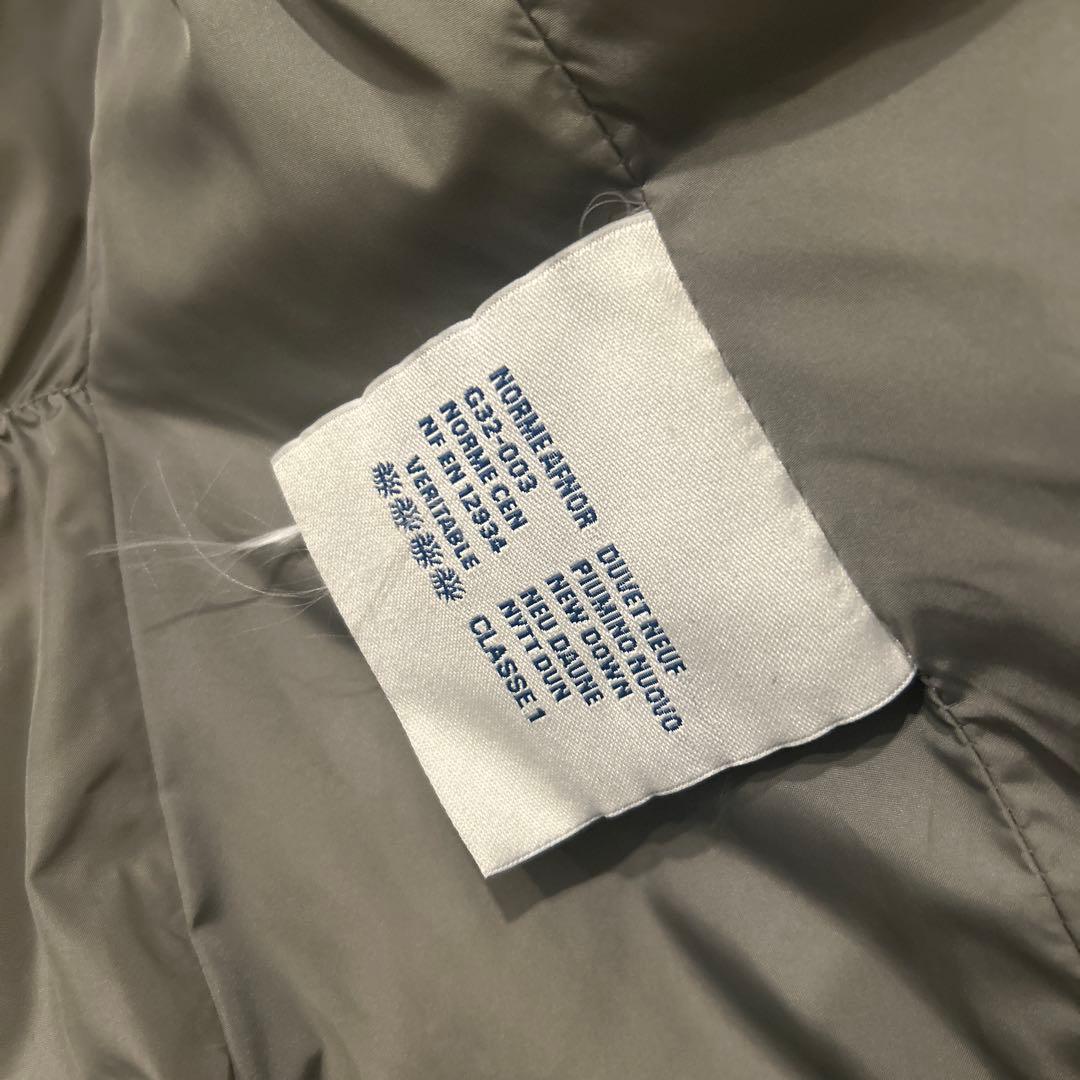 NORME AFNOR
G32-003
NORME CEN
NF EN 12934
VERITABLE
DUVET NEUF
PIUMINO NUOVO
NEW DOWN
NEU DAUNE
NYTT DUN
CLASSE 1